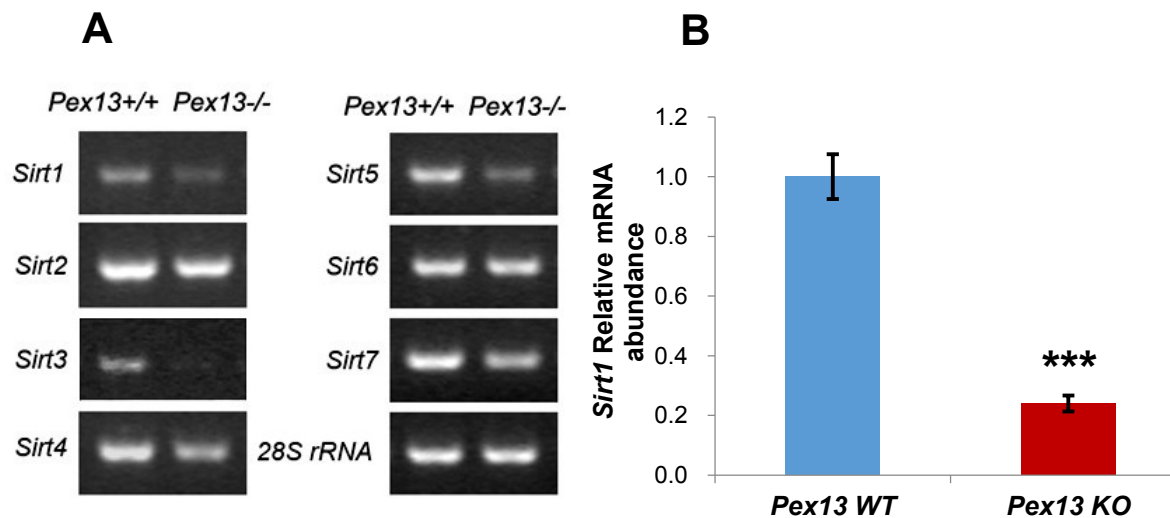 A
Pex13+/+ Pex13-/-
Sirt1
Sirt2
Sirt3
Sirt4
Pex13+/+ Pex13-/-
Sirt5
Sirt6
Sirt7
28S rRNA
B
Sirt1 Relative mRNA
abundance
1.2
1.0
0.8
0.6
0.4
0.2
0.0
***
Pex13 WT
Pex13 KO